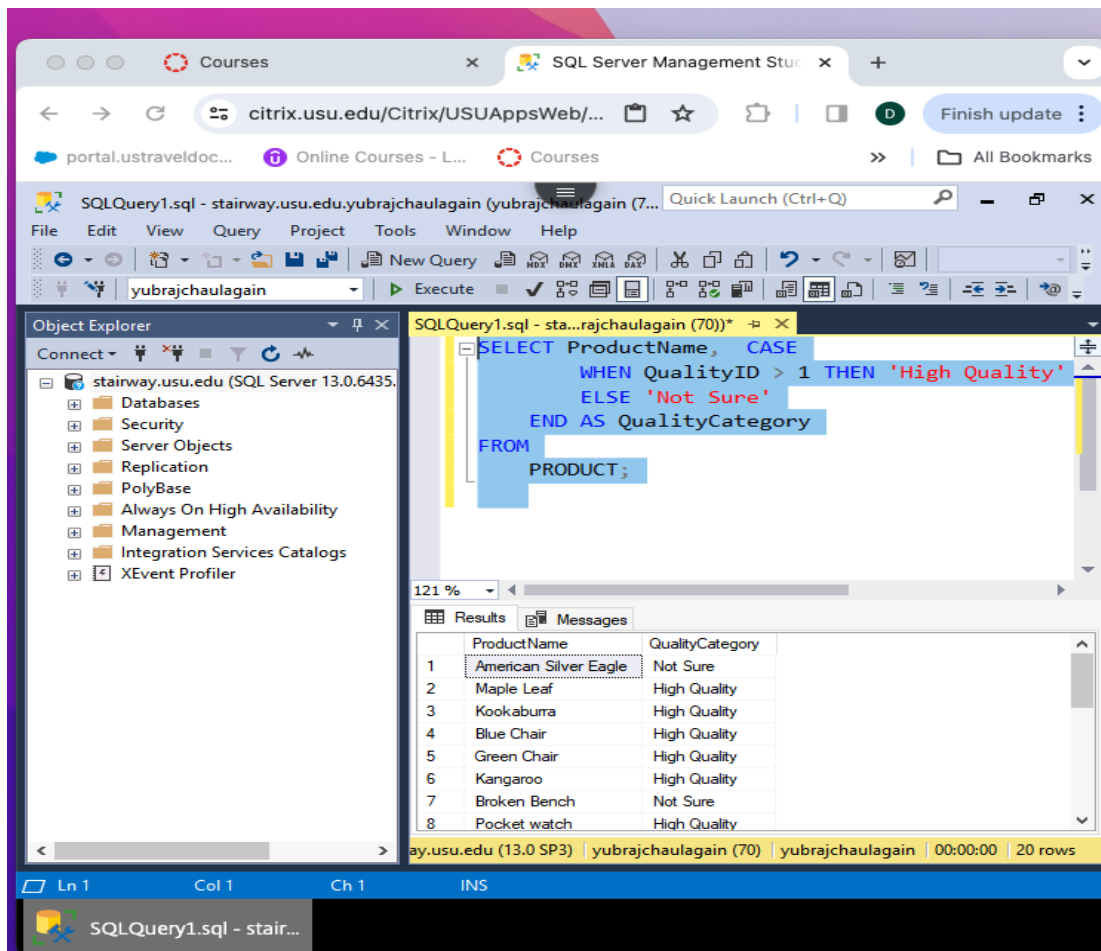 Courses
SQL Server Management Stuc
citrix.usu.edu/Citrix/USUAppsWeb/...
D
Finish update
portal.ustraveldoc...
Online Courses - L...
Courses
All Bookmarks
SQLQuery1.sql - stairway.usu.edu.yubrajchaulagain (yubrajchaulagain (7...
Quick Launch (Ctrl+Q)
File Edit View Query Project Tools Window Help
New Query
MDX DMX XMLA DAX
yubrajchaulagain
Execute
Object Explorer
SQLQuery1.sql - sta...rajchaulagain (70))*
Connect
stairway.usu.edu (SQL Server 13.0.6435.
Databases
Security
Server Objects
Replication
PolyBase
Always On High Availability
Management
Integration Services Catalogs
XEvent Profiler
SELECT ProductName, CASE
WHEN QualityID > 1 THEN 'High Quality'
ELSE 'Not Sure'
END AS QualityCategory
FROM
PRODUCT;
121 %
Results Messages
ProductName QualityCategory
1 American Silver Eagle Not Sure
2 Maple Leaf High Quality
3 Kookaburra High Quality
4 Blue Chair High Quality
5 Green Chair High Quality
6 Kangaroo High Quality
7 Broken Bench Not Sure
8 Pocket watch High Quality
ay.usu.edu (13.0 SP3) yubrajchaulagain (70) yubrajchaulagain 00:00:00 20 rows
Ln 1 Col 1 Ch 1 INS
SQLQuery1.sql - stair...